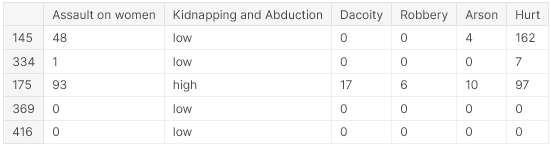 Assault on women Kidnapping and Abduction Dacoity Robbery Arson Hurt
145 48 low 0 0 4 162
334 1 low 0 0 0 7
175 93 high 17 6 10 97
369 0 low 0 0 0 0
416 0 low 0 0 0 0